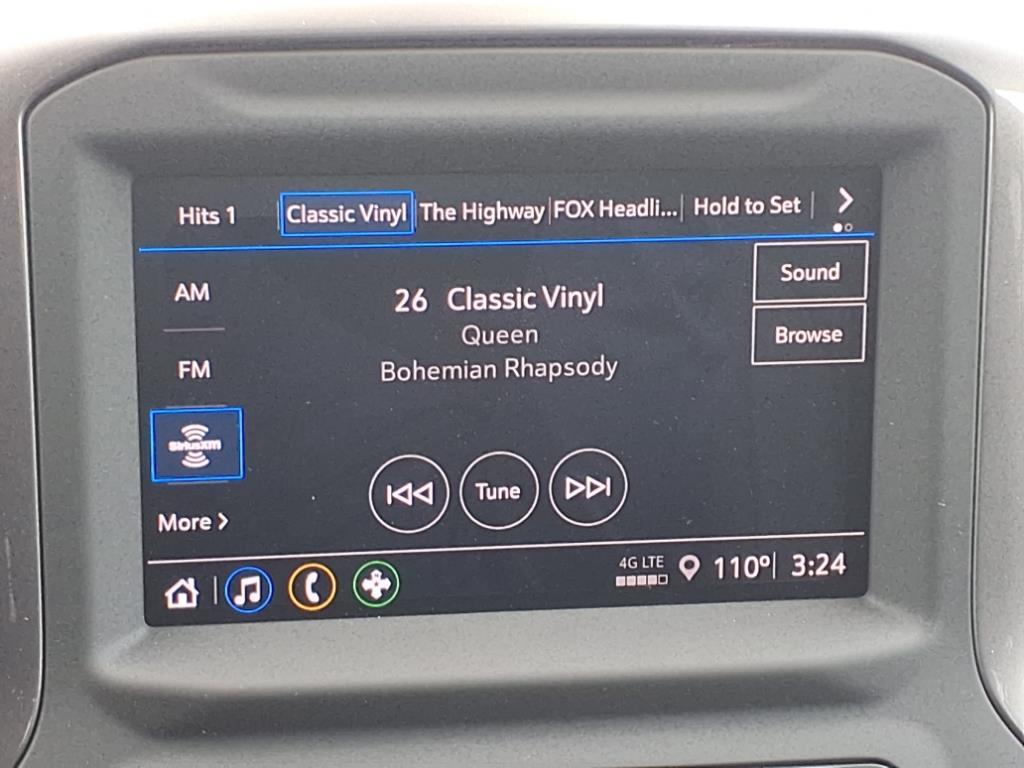 Hits 1 Classic Vinyl The Highway FOX Headli... Hold to Set
Sound
AM
26 Classic Vinyl
Queen
Browse
FM
Bohemian Rhapsody
SiriusXM
Tune
More >
4G LTE
110° 3:24